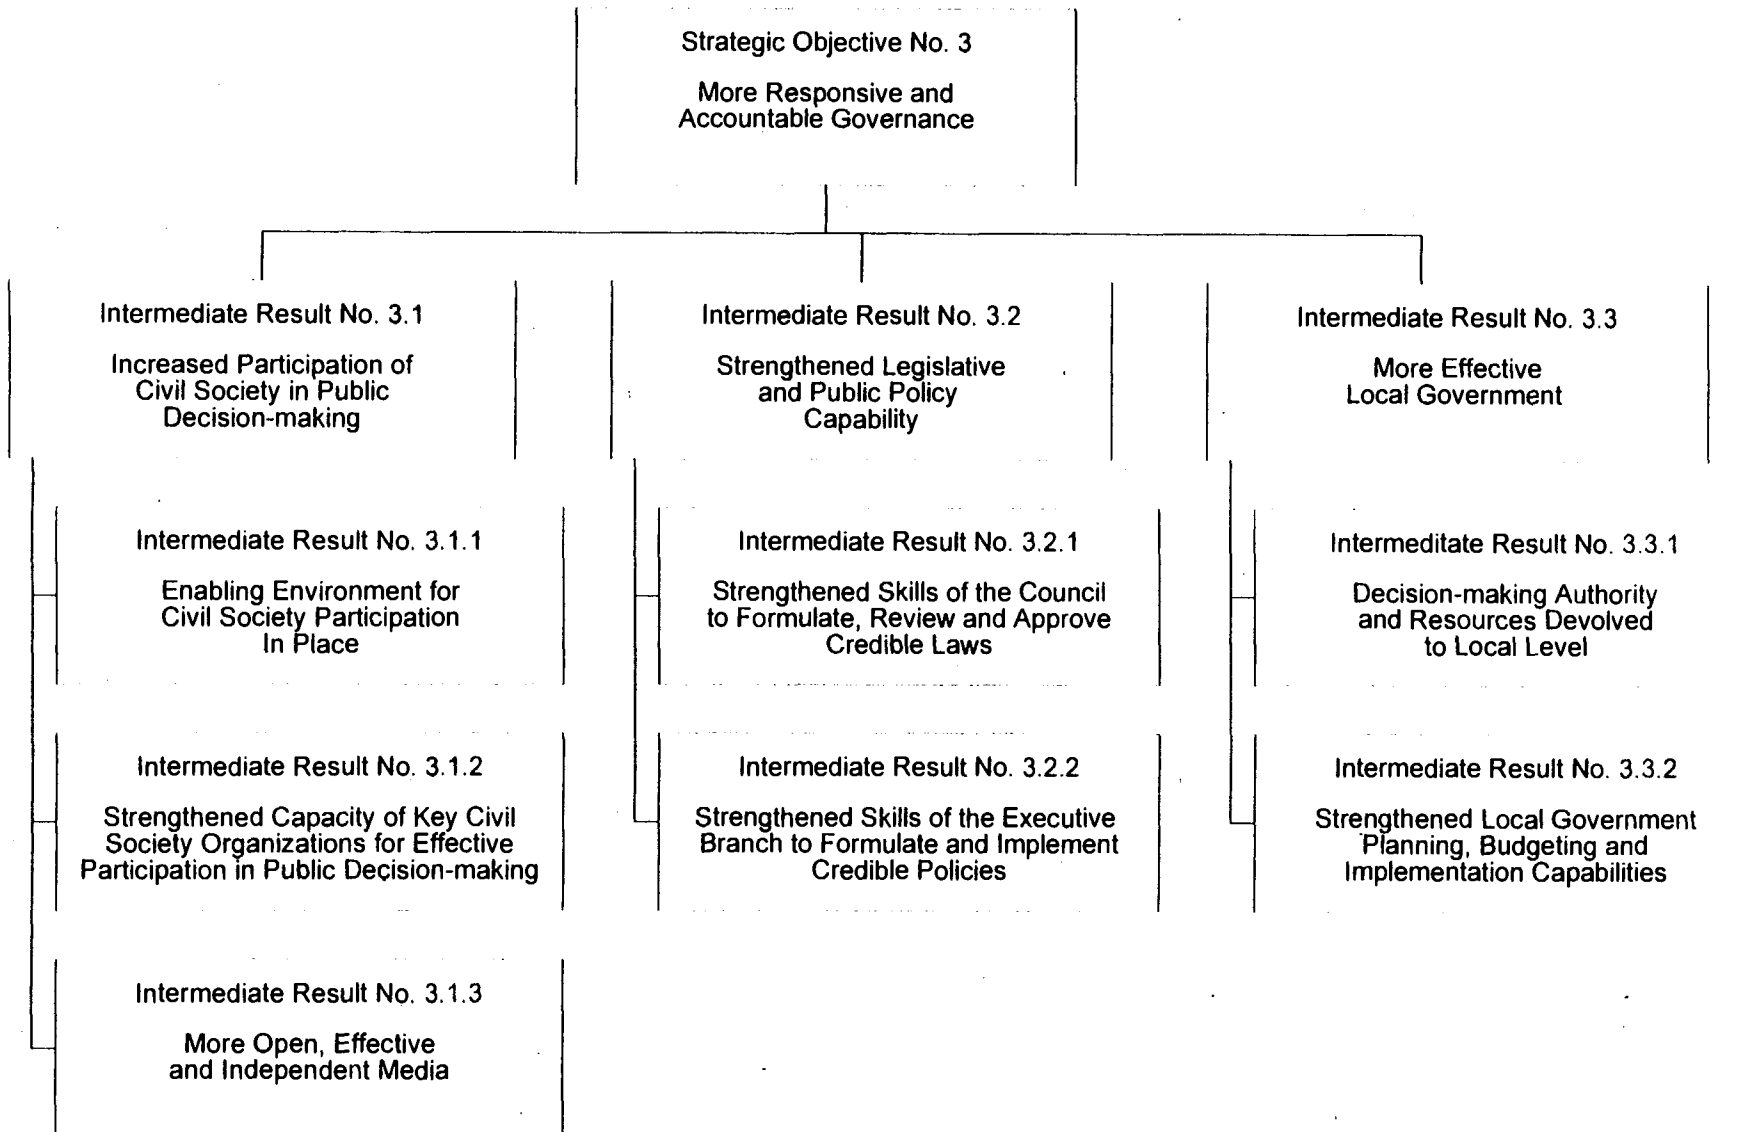 Strategic Objective No. 3
More Responsive and
Accountable Governance
Intermediate Result No. 3.1
Increased Participation of
Civil Society in Public
Decision-making
Intermediate Result No. 3.2
Strengthened Legislative
and Public Policy
Capability
Intermediate Result No. 3.3
More Effective
Local Government
Intermediate Result No. 3.1.1
Enabling Environment for
Civil Society Participation
In Place
Intermediate Result No. 3.2.1
Strengthened Skills of the Council
to Formulate, Review and Approve
Credible Laws
Intermeditate Result No. 3.3.1
Decision-making Authority
and Resources Devolved
to Local Level
Intermediate Result No. 3.1.2
Strengthened Capacity of Key Civil
Society Organizations for Effective
Participation in Public Decision-making
Intermediate Result No. 3.2.2
Strengthened Skills of the Executive
Branch to Formulate and Implement
Credible Policies
Intermediate Result No. 3.3.2
Strengthened Local Government
Planning, Budgeting and
Implementation Capabilities
Intermediate Result No. 3.1.3
More Open, Effective
and Independent Media